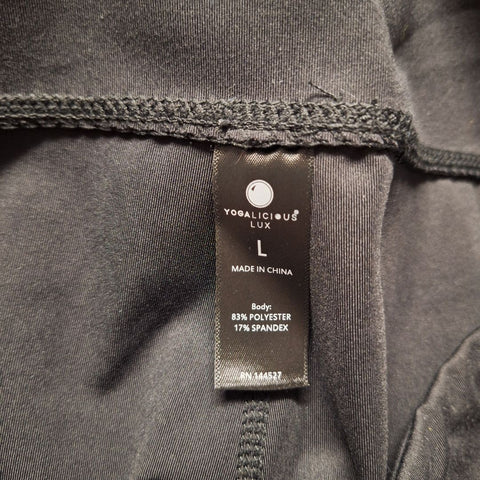 YOGALICIOUS®
LUX
L
MADE IN CHINA
Body:
83% POLYESTER
17% SPANDEX
RN 144527